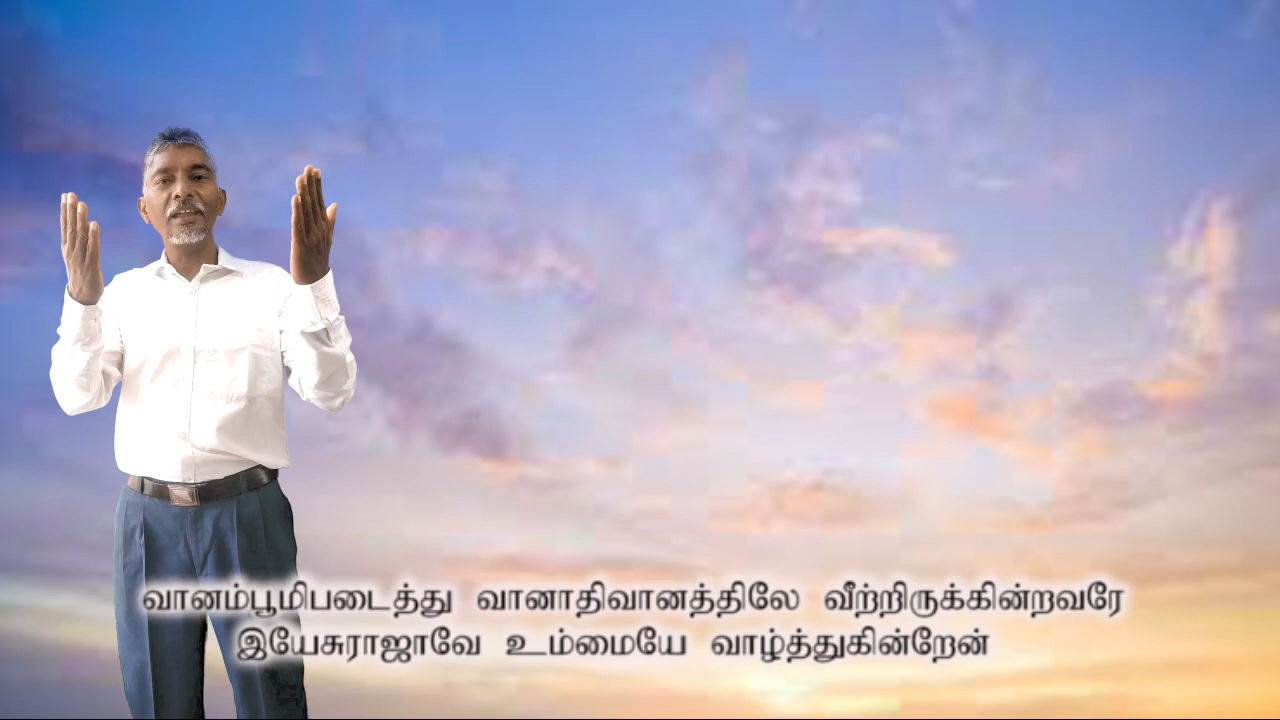 வானம்பூமிபடைத்து வானாதிவானத்திலே வீற்றிருக்கின்றவரே
இயேசுராஜாவே உம்மையே வாழ்த்துகின்றேன்